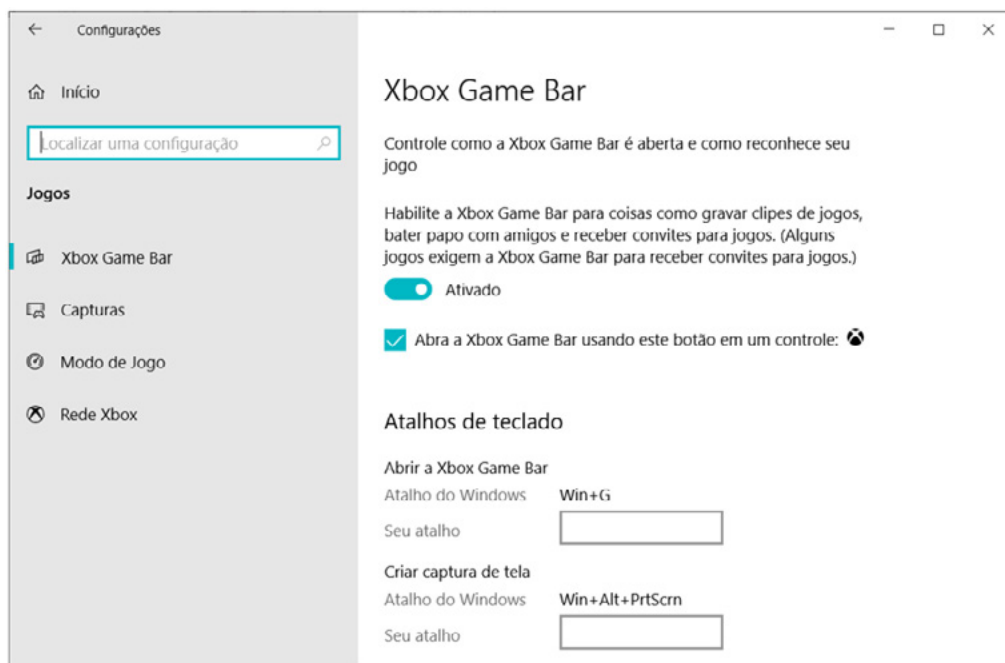 Configurações
Início
Localizar uma configuração
Jogos
Xbox Game Bar
Capturas
Modo de Jogo
Rede Xbox
Xbox Game Bar
Controle como a Xbox Game Bar é aberta e como reconhece seu
jogo
Habilite a Xbox Game Bar para coisas como gravar clipes de jogos,
bater papo com amigos e receber convites para jogos. (Alguns
jogos exigem a Xbox Game Bar para receber convites para jogos.)
Ativado
Abra a Xbox Game Bar usando este botão em um controle:
Atalhos de teclado
Abrir a Xbox Game Bar
Atalho do Windows Win+G
Seu atalho
Criar captura de tela
Atalho do Windows Win+Alt+PrtScrn
Seu atalho